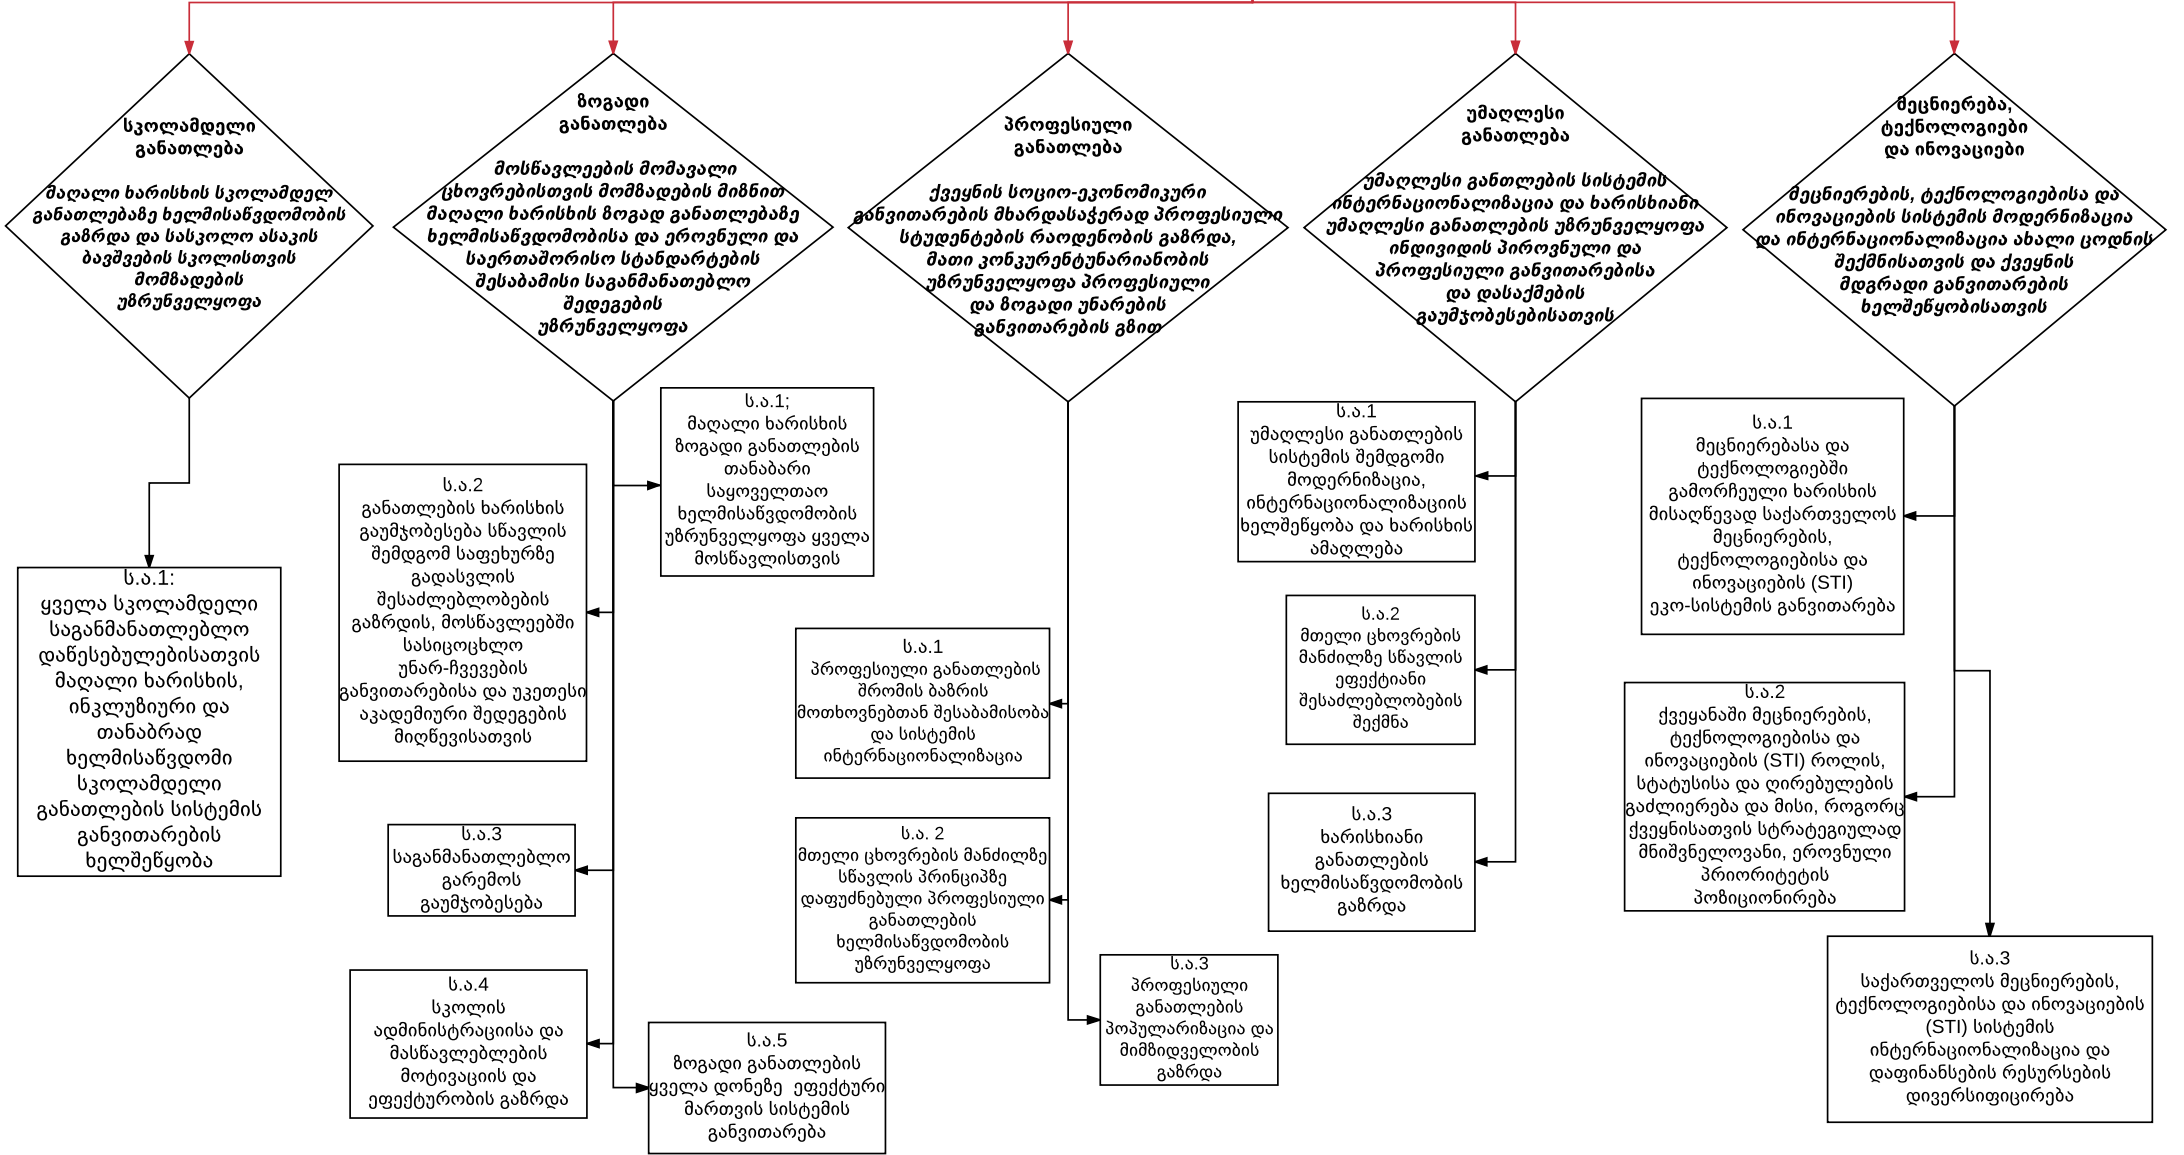 სკოლამდელი
განათლება
მაღალი ხარისხის სკოლამდელ
განათლებაზე ხელმისაწვდომობის
გაზრდა და სასკოლო ასაკის
ბავშვების სკოლისთვის
მომზადების
უზრუნველყოფა
ს.ა.1:
ყველა სკოლამდელი
საგანმანათლებლო
დაწესებულებისათვის
მაღალი ხარისხის,
ინკლუზიური და
თანაბრად
ხელმისაწვდომი
სკოლამდელი
განათლების სისტემის
განვითარების
ხელშეწყობა
ზოგადი
განათლება
მოსწავლეების მომავალი
ცხოვრებისთვის მომზადების მიზნით
მაღალი ხარისხის ზოგად განათლებაზე
ხელმისაწვდომობისა და ეროვნული და
საერთაშორისო სტანდარტების
შესაბამისი საგანმანათებლო
შედეგების
უზრუნველყოფა
ს.ა.1;
მაღალი ხარისხის
ზოგადი განათლების
თანაბარი
საყოველთაო
ხელმისაწვდომობის
უზრუნველყოფა ყველა
მოსწავლისთვის
ს.ა.2
განათლების ხარისხის
გაუმჯობესება სწავლის
შემდგომ საფეხურზე
გადასვლის
შესაძლებლობების
გაზრდის, მოსწავლეებში
სასიცოცხლო
უნარ-ჩვევების
განვითარებისა და უკეთესი
აკადემიური შედეგების
მიღწევისათვის
ს.ა.3
საგანმანათლებლო
გარემოს
გაუმჯობესება
ს.ა.4
სკოლის
ადმინისტრაციისა და
მასწავლებლების
მოტივაციის და
ეფექტურობის გაზრდა
ს.ა.5
ზოგადი განათლების
ყველა დონეზე  ეფექტური
მართვის სისტემის
განვითარება
პროფესიული
განათლება
ქვეყნის სოციო-ეკონომიკური
განვითარების მხარდასაჭერად პროფესიული
სტუდენტების რაოდენობის გაზრდა,
მათი კონკურენტუნარიანობის
უზრუნველყოფა პროფესიული
და ზოგადი უნარების
განვითარების გზით
ს.ა.1
პროფესიული განათლების
შრომის ბაზრის
მოთხოვნებთან შესაბამისობა
და სისტემის
ინტერნაციონალიზაცია
ს.ა. 2
მთელი ცხოვრების მანძილზე
სწავლის პრინციპზე
დაფუძნებული პროფესიული
განათლების
ხელმისაწვდომობის
უზრუნველყოფა
ს.ა.3
პროფესიული
განათლების
პოპულარიზაცია და
მიმზიდველობის
გაზრდა
უმაღლესი
განათლება
უმაღლესი განთლების სისტემის
ინტერნაციონალიზაცია და ხარისხიანი
უმაღლესი განათლების უზრუნველყოფა
ინდივიდის პიროვნული და
პროფესიული განვითარებისა
და დასაქმების
გაუმჯობესებისათვის
ს.ა.1
უმაღლესი განათლების
სისტემის შემდგომი
მოდერნიზაცია,
ინტერნაციონალიზაციის
ხელშეწყობა და ხარისხის
ამაღლება
ს.ა.2
მთელი ცხოვრების
მანძილზე სწავლის
ეფექტიანი
შესაძლებლობების
შექმნა
ს.ა.3
ხარისხიანი
განათლების
ხელმისაწვდომობის
გაზრდა
მეცნიერება,
ტექნოლოგიები
და ინოვაციები
მეცნიერების, ტექნოლოგიებისა და
ინოვაციების სისტემის მოდერნიზაცია
და ინტერნაციონალიზაცია ახალი ცოდნის
შექმნისათვის და ქვეყნის
მდგრადი განვითარების
ხელშეწყობისათვის
ს.ა.1
მეცნიერებასა და
ტექნოლოგიებში
გამორჩეული ხარისხის
მისაღწევად საქართველოს
მეცნიერების,
ტექნოლოგიებისა და
ინოვაციების (STI)
ეკო-სისტემის განვითარება
ს.ა.2
ქვეყანაში მეცნიერების,
ტექნოლოგიებისა და
ინოვაციების (STI) როლის,
სტატუსისა და ღირებულების
გაძლიერება და მისი, როგორც
ქვეყნისათვის სტრატეგიულად
მნიშვნელოვანი, ეროვნული
პრიორიტეტის
პოზიციონირება
ს.ა.3
საქართველოს მეცნიერების,
ტექნოლოგიებისა და ინოვაციების
(STI) სისტემის
ინტერნაციონალიზაცია და
დაფინანსების რესურსების
დივერსიფიცირება